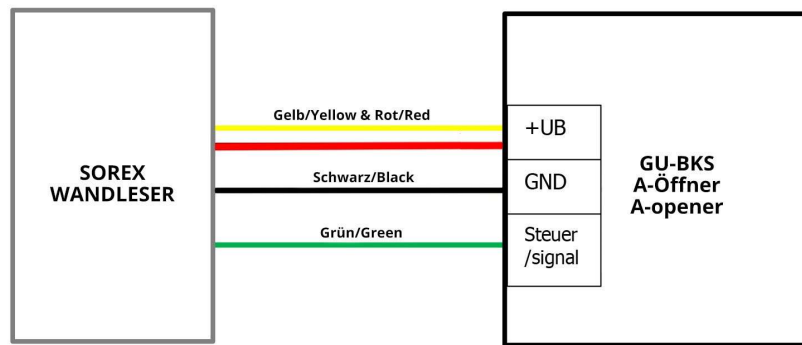 Gelb/Yellow & Rot/Red
+UB
SOREX
WANDLESER
Schwarz/Black
GND
GU-BKS
A-Öffner
A-opener
Grün/Green
Steuer
/signal